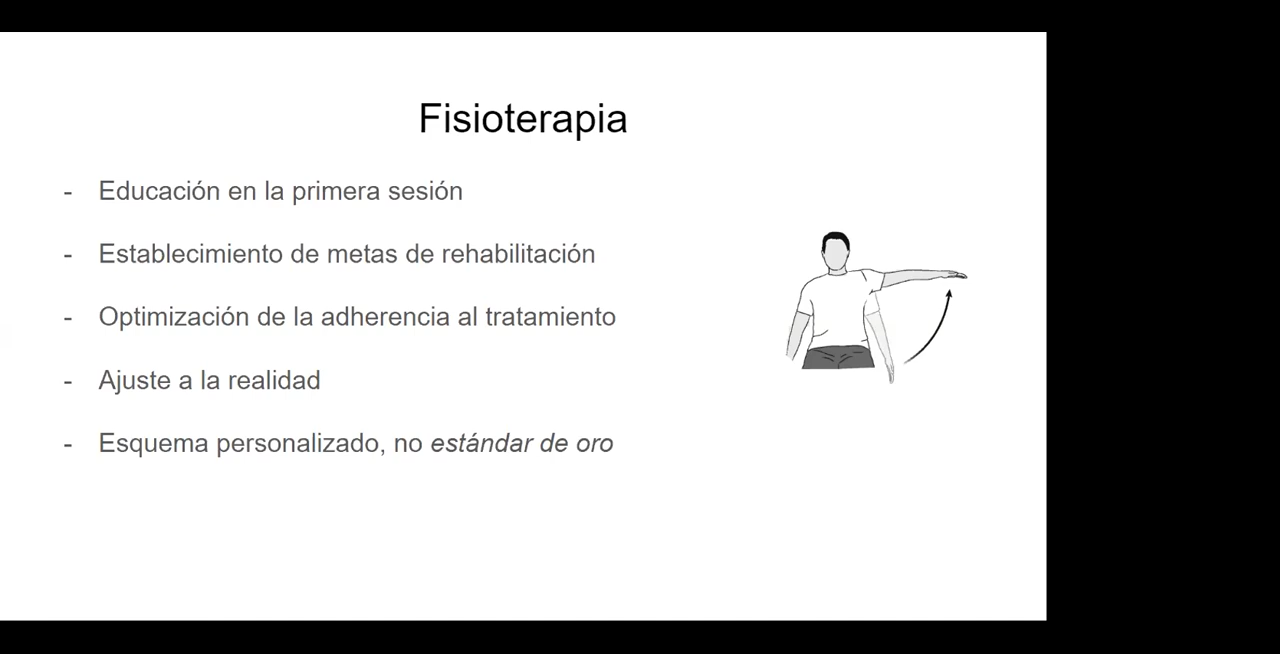 Fisioterapia
- Educación en la primera sesión
- Establecimiento de metas de rehabilitación
- Optimización de la adherencia al tratamiento
- Ajuste a la realidad
- Esquema personalizado, no estándar de oro